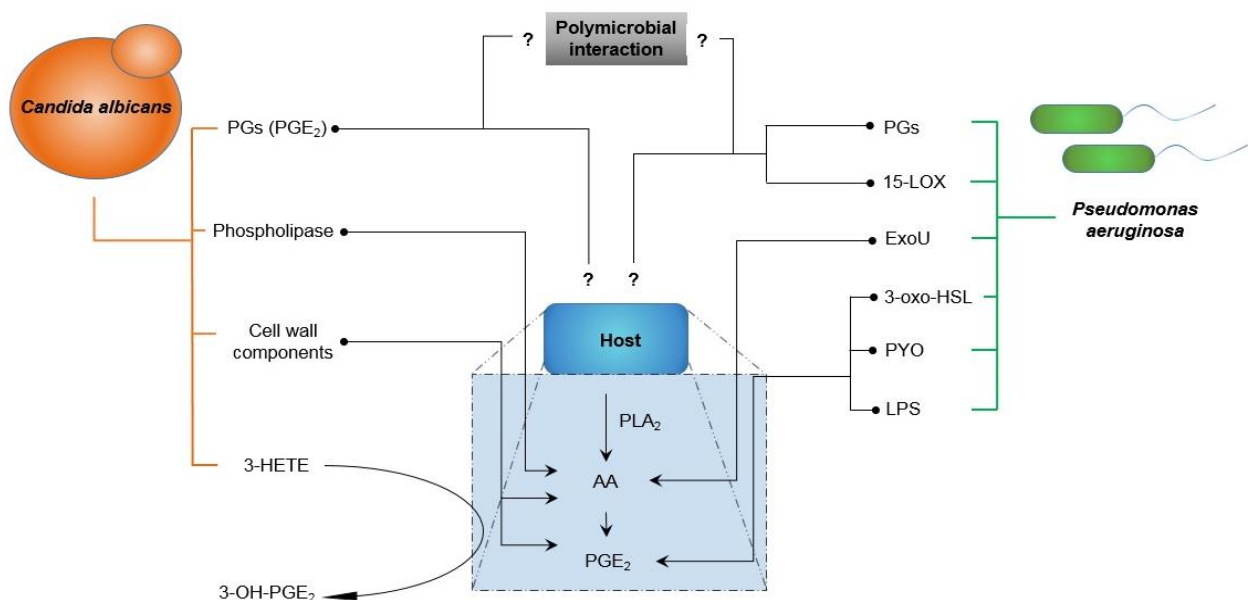 Polymicrobial
interaction
?
?
Candida albicans
PGs (PGE₂)
Phospholipase
Cell wall
components
3-HETE
3-OH-PGE₂
?
?
Host
PLA₂
AA
PGE₂
PGs
15-LOX
ExoU
3-oxo-HSL
PYO
LPS
Pseudomonas
aeruginosa